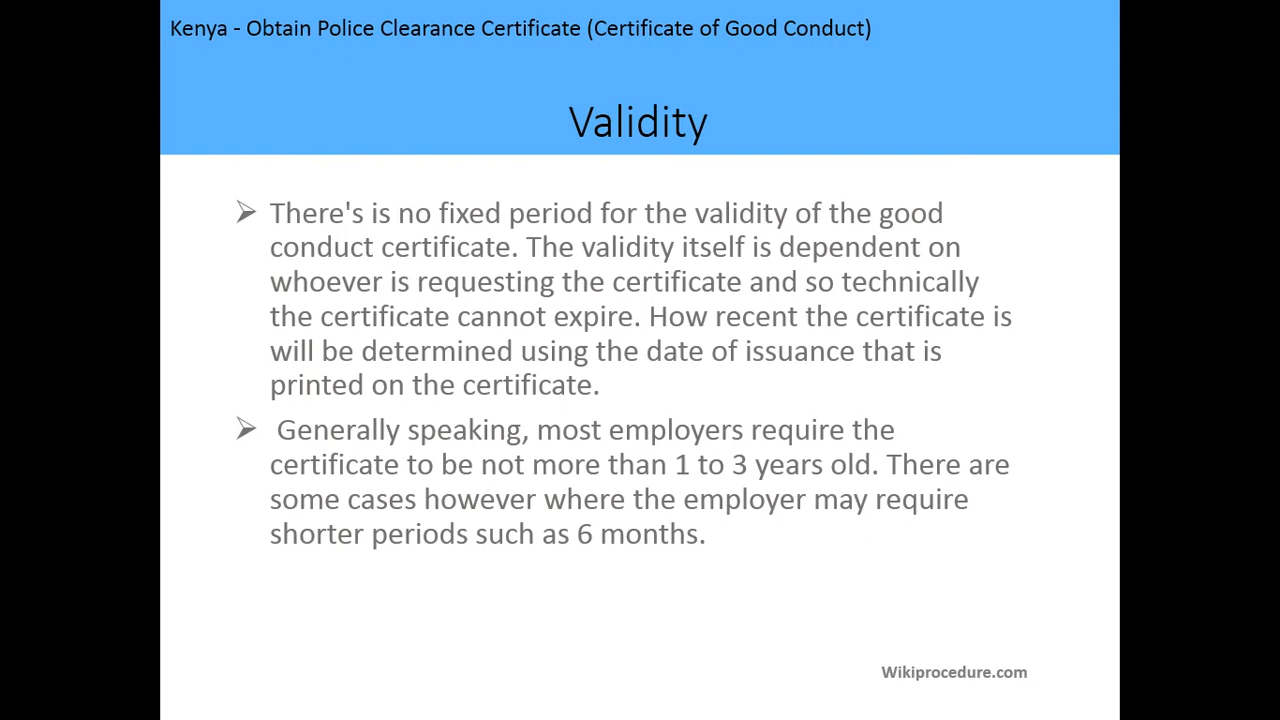 Kenya - Obtain Police Clearance Certificate (Certificate of Good Conduct)
Validity
➢ There's is no fixed period for the validity of the good
conduct certificate. The validity itself is dependent on
whoever is requesting the certificate and so technically
the certificate cannot expire. How recent the certificate is
will be determined using the date of issuance that is
printed on the certificate.
➢ Generally speaking, most employers require the
certificate to be not more than 1 to 3 years old. There are
some cases however where the employer may require
shorter periods such as 6 months.
Wikiprocedure.com